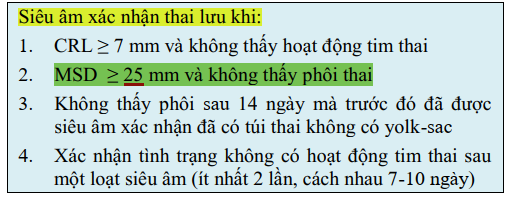 Siêu âm xác nhận thai lưu khi:
1. CRL ≥ 7 mm và không thấy hoạt động tim thai
2. MSD ≥ 25 mm và không thấy phôi thai
3. Không thấy phôi sau 14 ngày mà trước đó đã được
siêu âm xác nhận đã có túi thai không có yolk-sac
4. Xác nhận tình trạng không có hoạt động tim thai sau
một loạt siêu âm (ít nhất 2 lần, cách nhau 7-10 ngày)